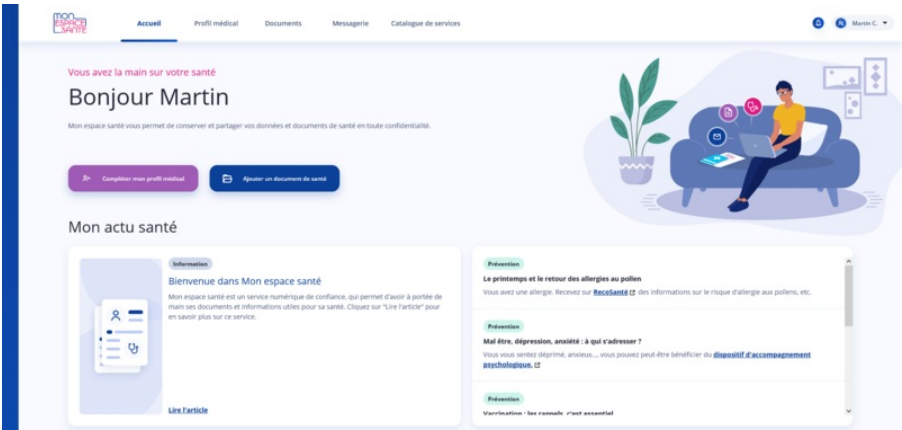 mon
ESPACE
SANTÉ
Accueil
Profil médical
Documents
Messagerie
Catalogue de services
Martin C.
Vous avez la main sur votre santé
Bonjour Martin
Mon espace santé vous permet de conserver et partager vos données et documents de santé en toute confidentialité.
Compléter mon profil médical
Ajouter un document de santé
Mon actu santé
Information
Bienvenue dans Mon espace santé
Mon espace santé est un service numérique de confiance, qui permet d'avoir à portée de
main ses documents et informations utiles pour sa santé. Cliquez sur "Lire l'article" pour
en savoir plus sur ce service.
Lire l'article
Prévention
Le printemps et le retour des allergies au pollen
Vous avez une allergie. Recevez sur RecoSanté des informations sur le risque d'allergie aux pollens, etc.
Prévention
Mal être, dépression, anxiété : à qui s'adresser ?
Vous vous sentez déprimé, anxieux..., vous pouvez peut-être bénéficier du dispositif d'accompagnement
psychologique.
Prévention
Vaccination : les rappels, c'est essentiel